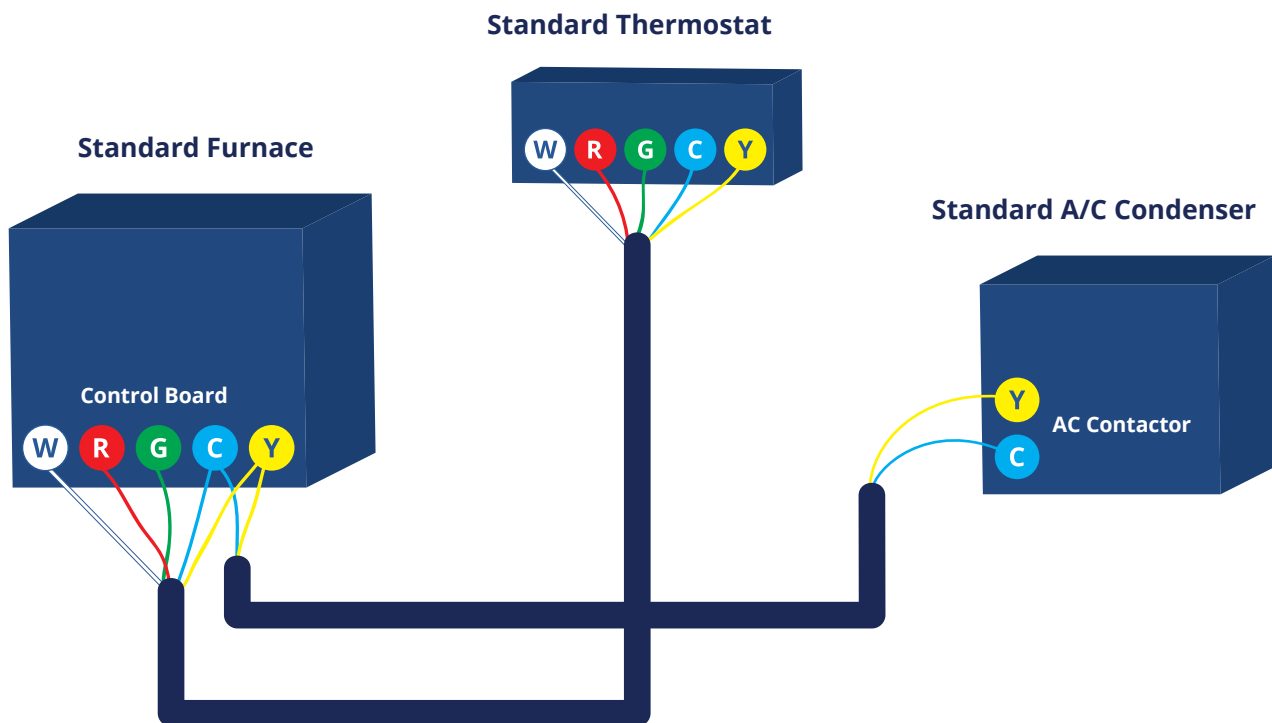 Standard Thermostat
W R G C Y
Standard Furnace
Control Board
W R G C Y
Standard A/C Condenser
Y
AC Contactor
C